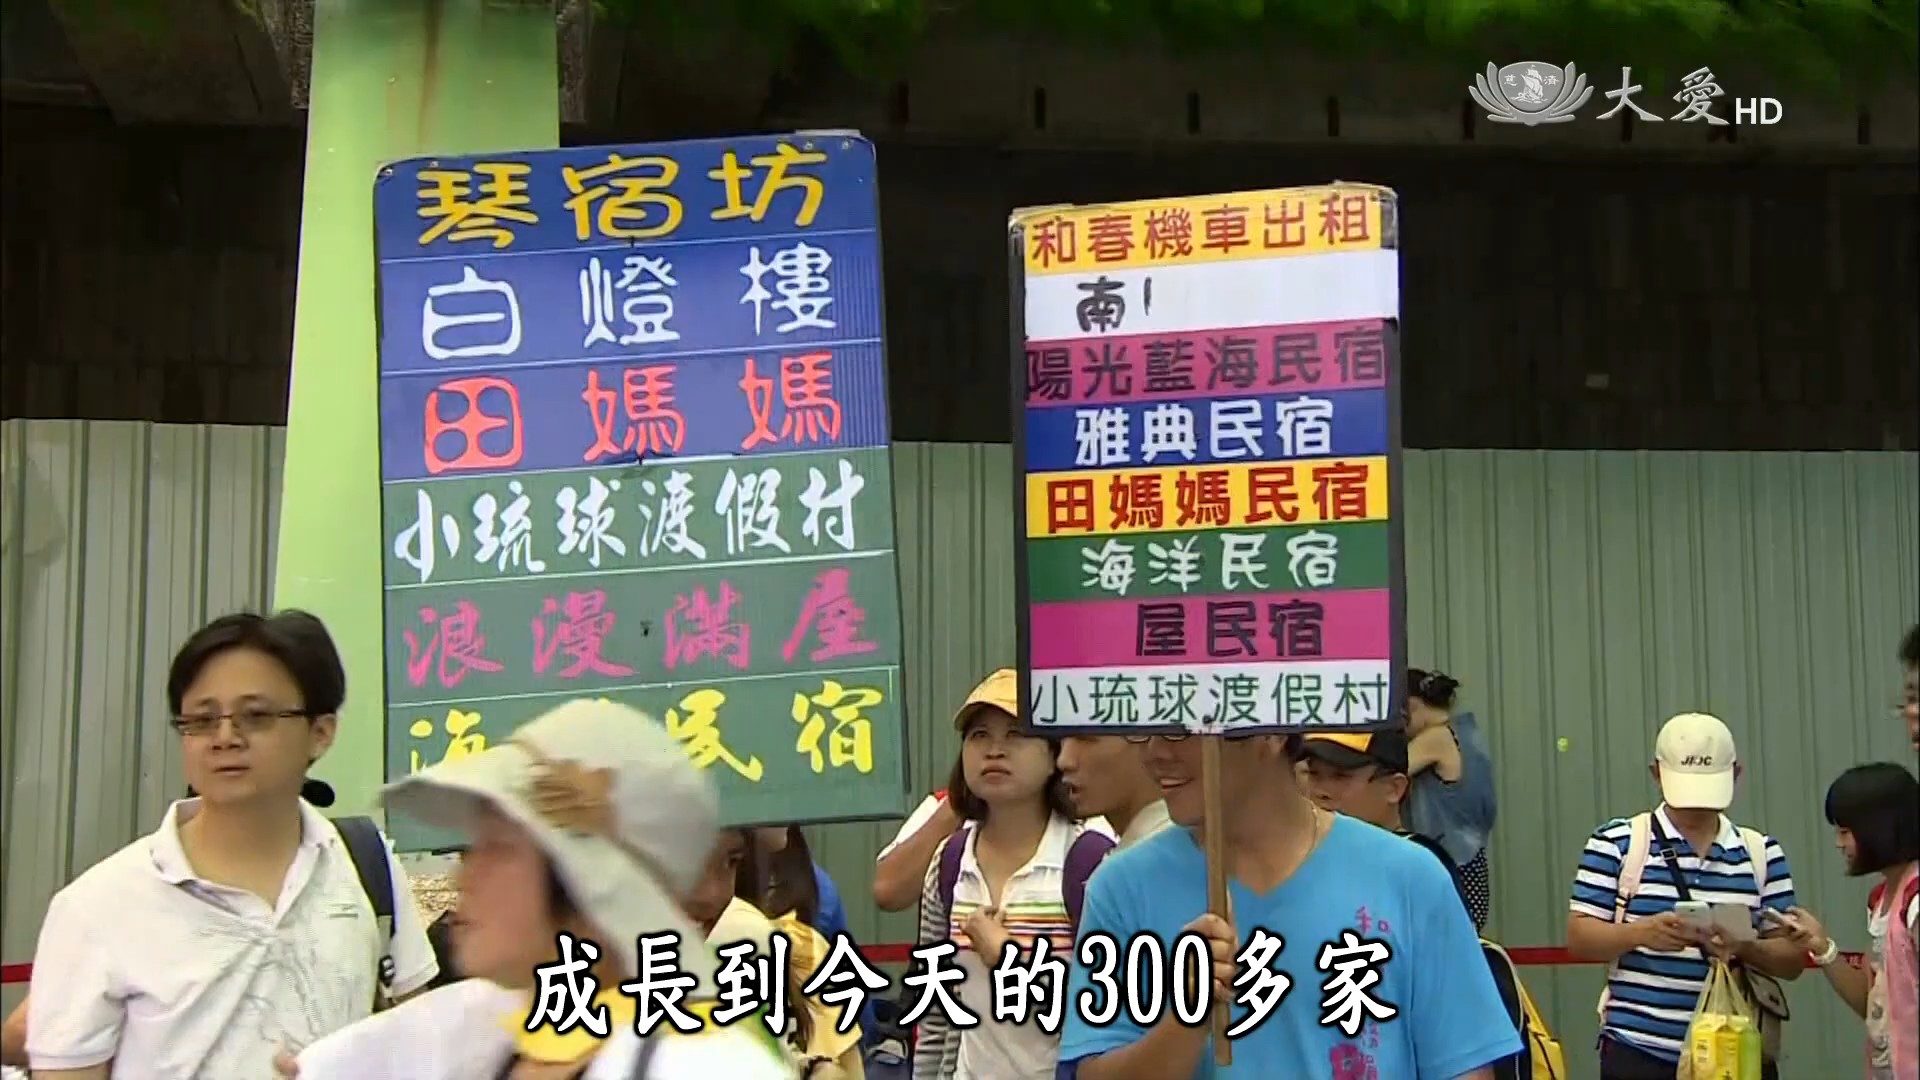 大愛HD
琴宿坊
白燈樓
田媽媽
小琉球渡假村
浪漫滿屋
海 民宿
和春機車出租
南
陽光藍海民宿
雅典民宿
田媽媽民宿
海洋民宿
屋民宿
小琉球渡假村
JPOC
和
成長到今天的300多家